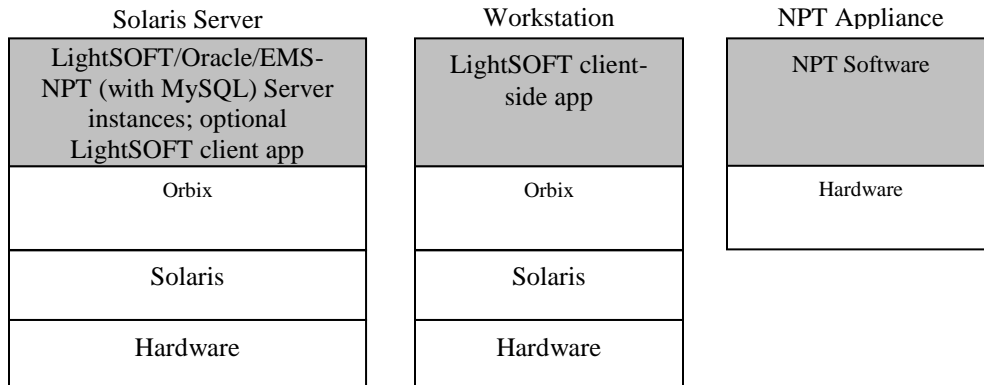 Solaris Server
LightSOFT/Oracle/EMS-
NPT (with MySQL) Server
instances; optional
LightSOFT client app
Orbix
Solaris
Hardware
Workstation
LightSOFT client-
side app
Orbix
Solaris
Hardware
NPT Appliance
NPT Software
Hardware